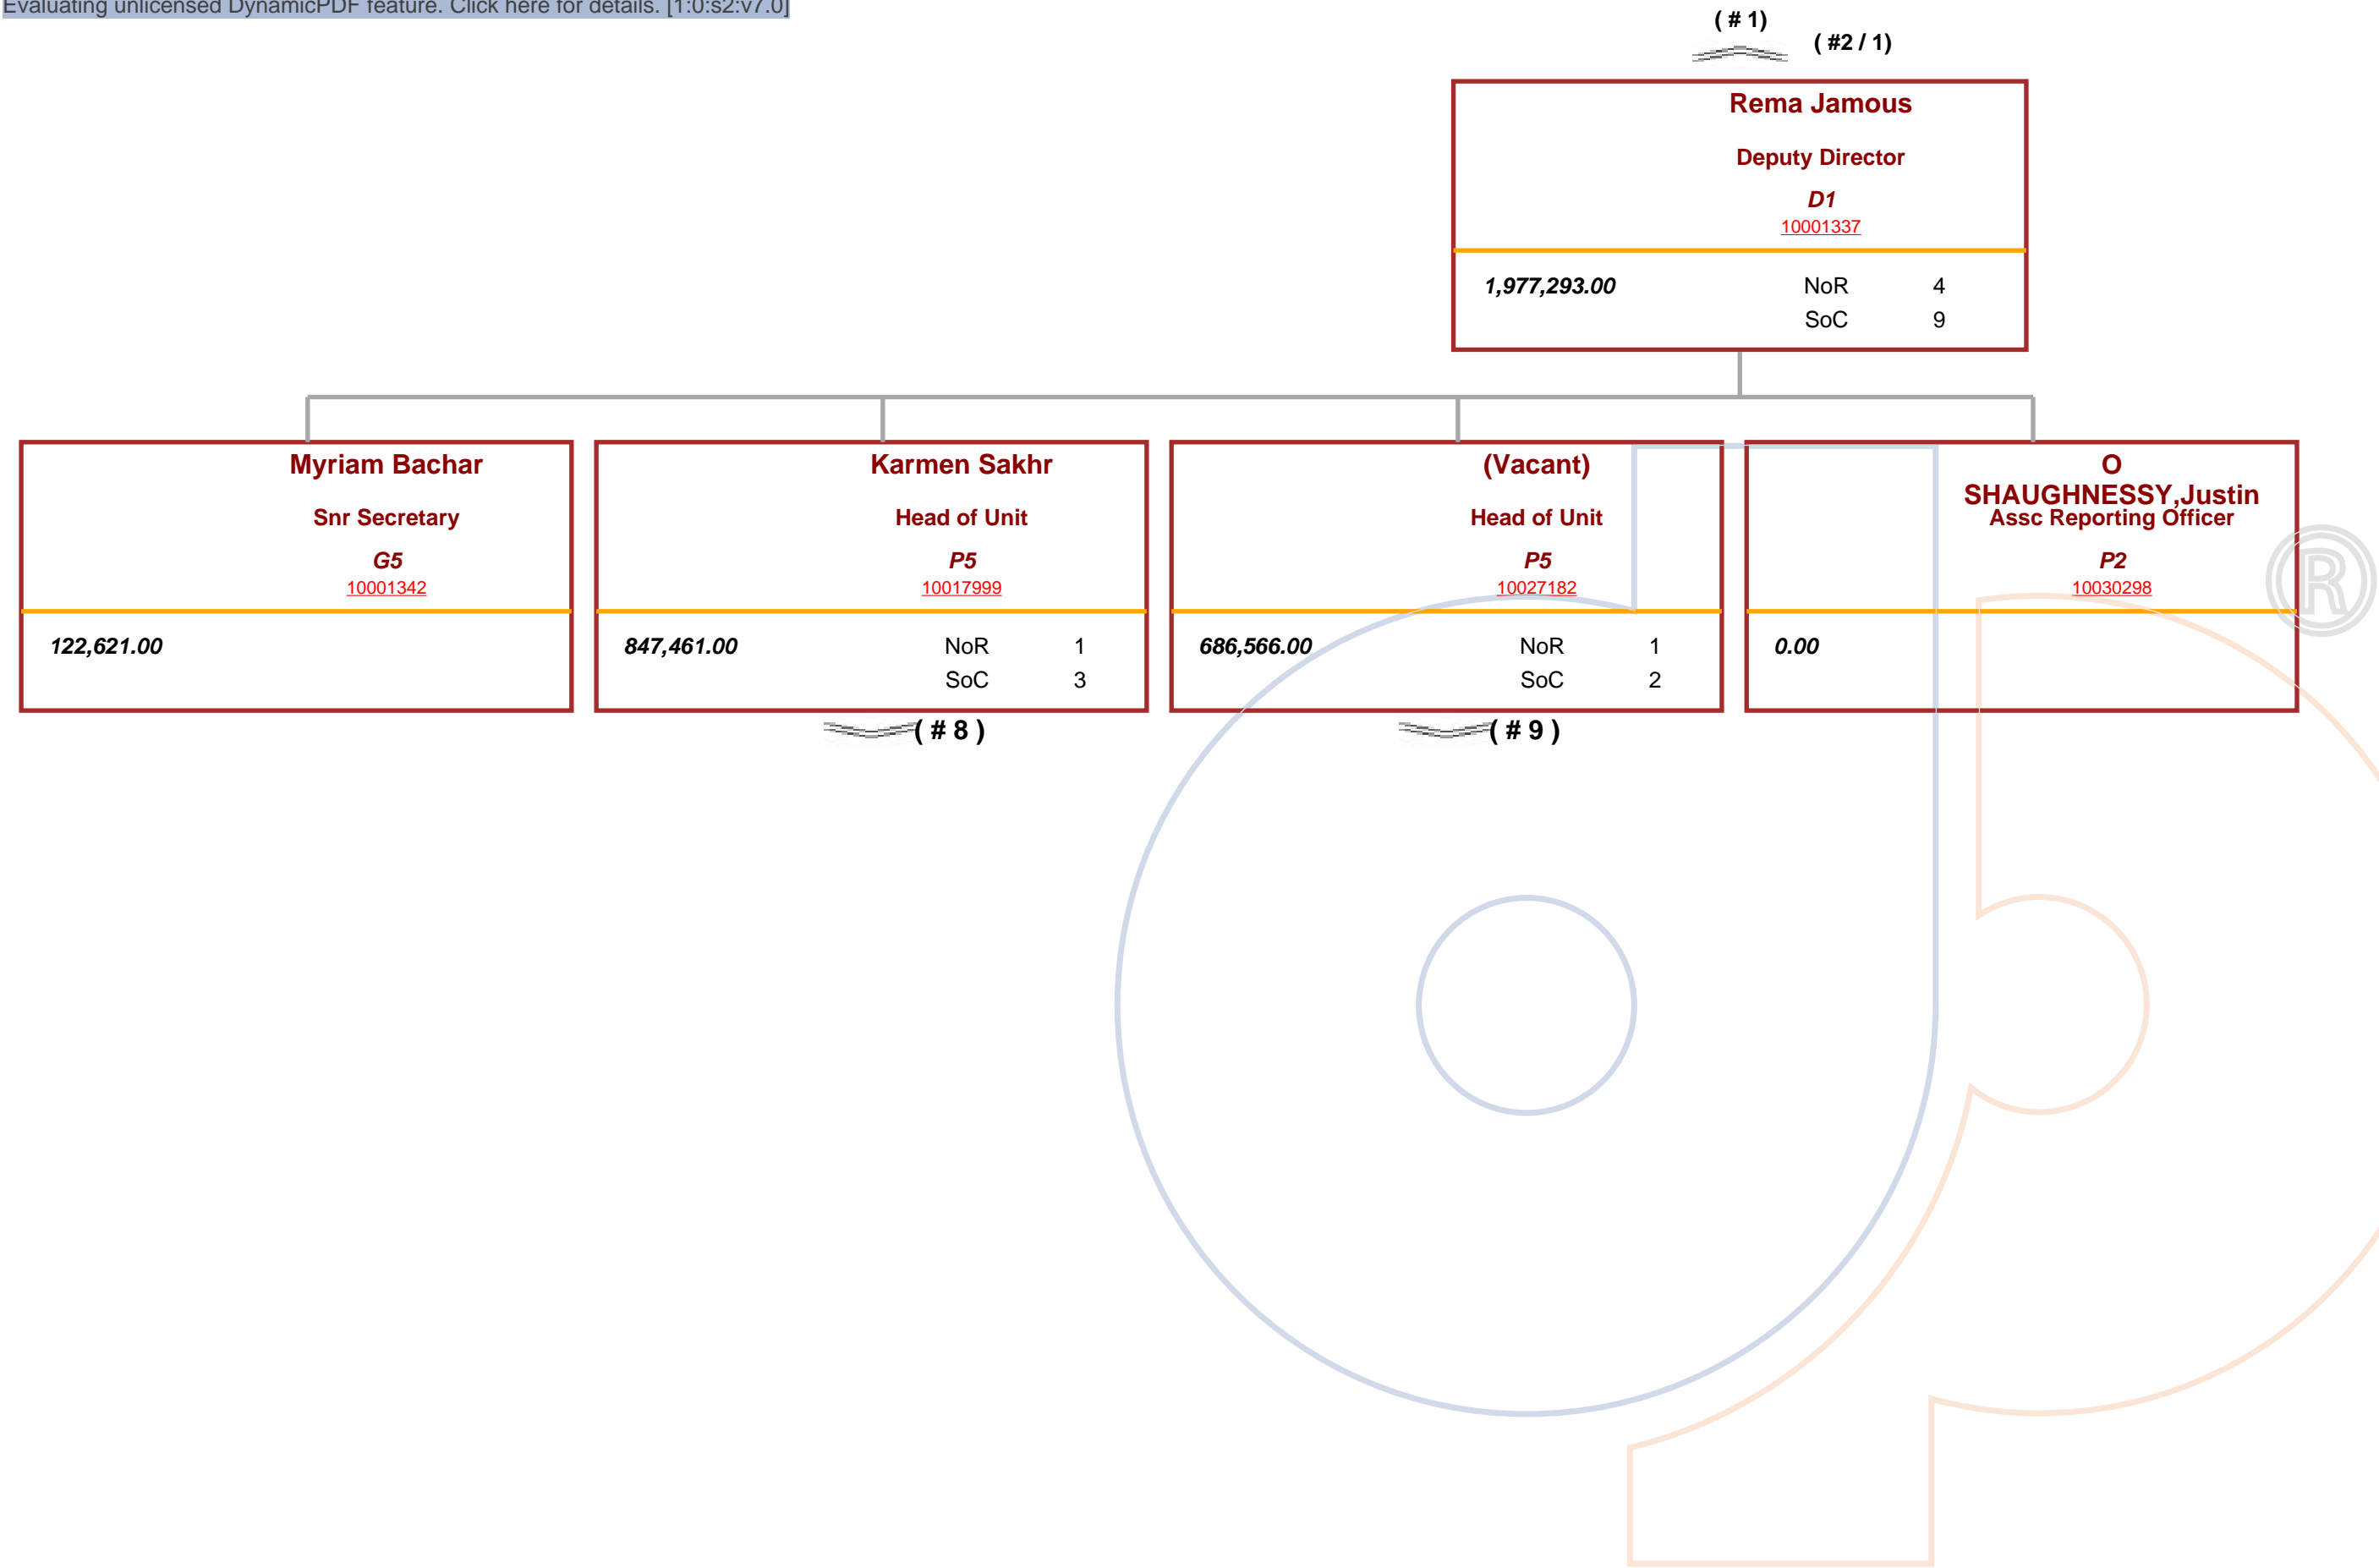 Evaluating unlicensed DynamicPDF feature. Click here for details. [1:0:s2:v7.0]
( # 1)
( #2 / 1)
Rema Jamous
Deputy Director
D1
10001337
1,977,293.00 NoR 4
SoC 9
Myriam Bachar
Snr Secretary
G5
10001342
122,621.00
Karmen Sakhr
Head of Unit
P5
10017999
847,461.00 NoR 1
SoC 3
( # 8 )
(Vacant)
Head of Unit
P5
10027182
686,566.00 NoR 1
SoC 2
( # 9 )
O
SHAUGHNESSY,Justin
Assc Reporting Officer
P2
10030298
0.00
®